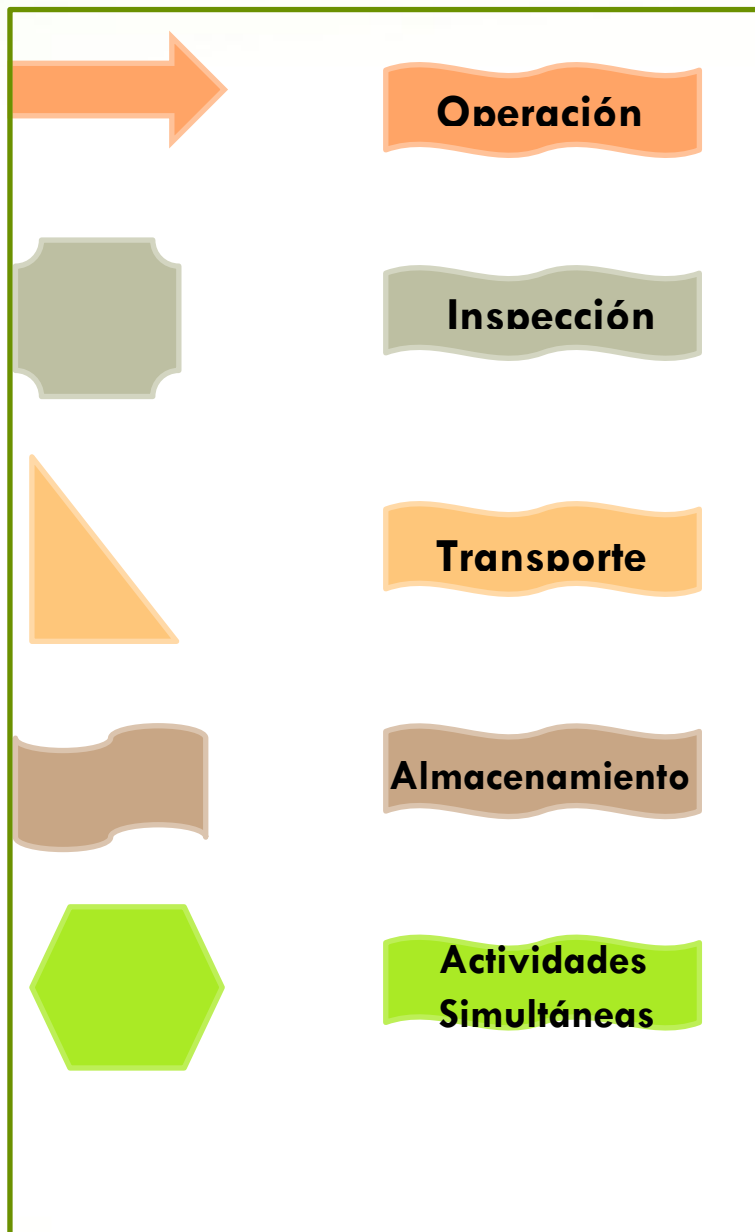 Operación
Inspección
Transporte
Almacenamiento
Actividades
Simultáneas